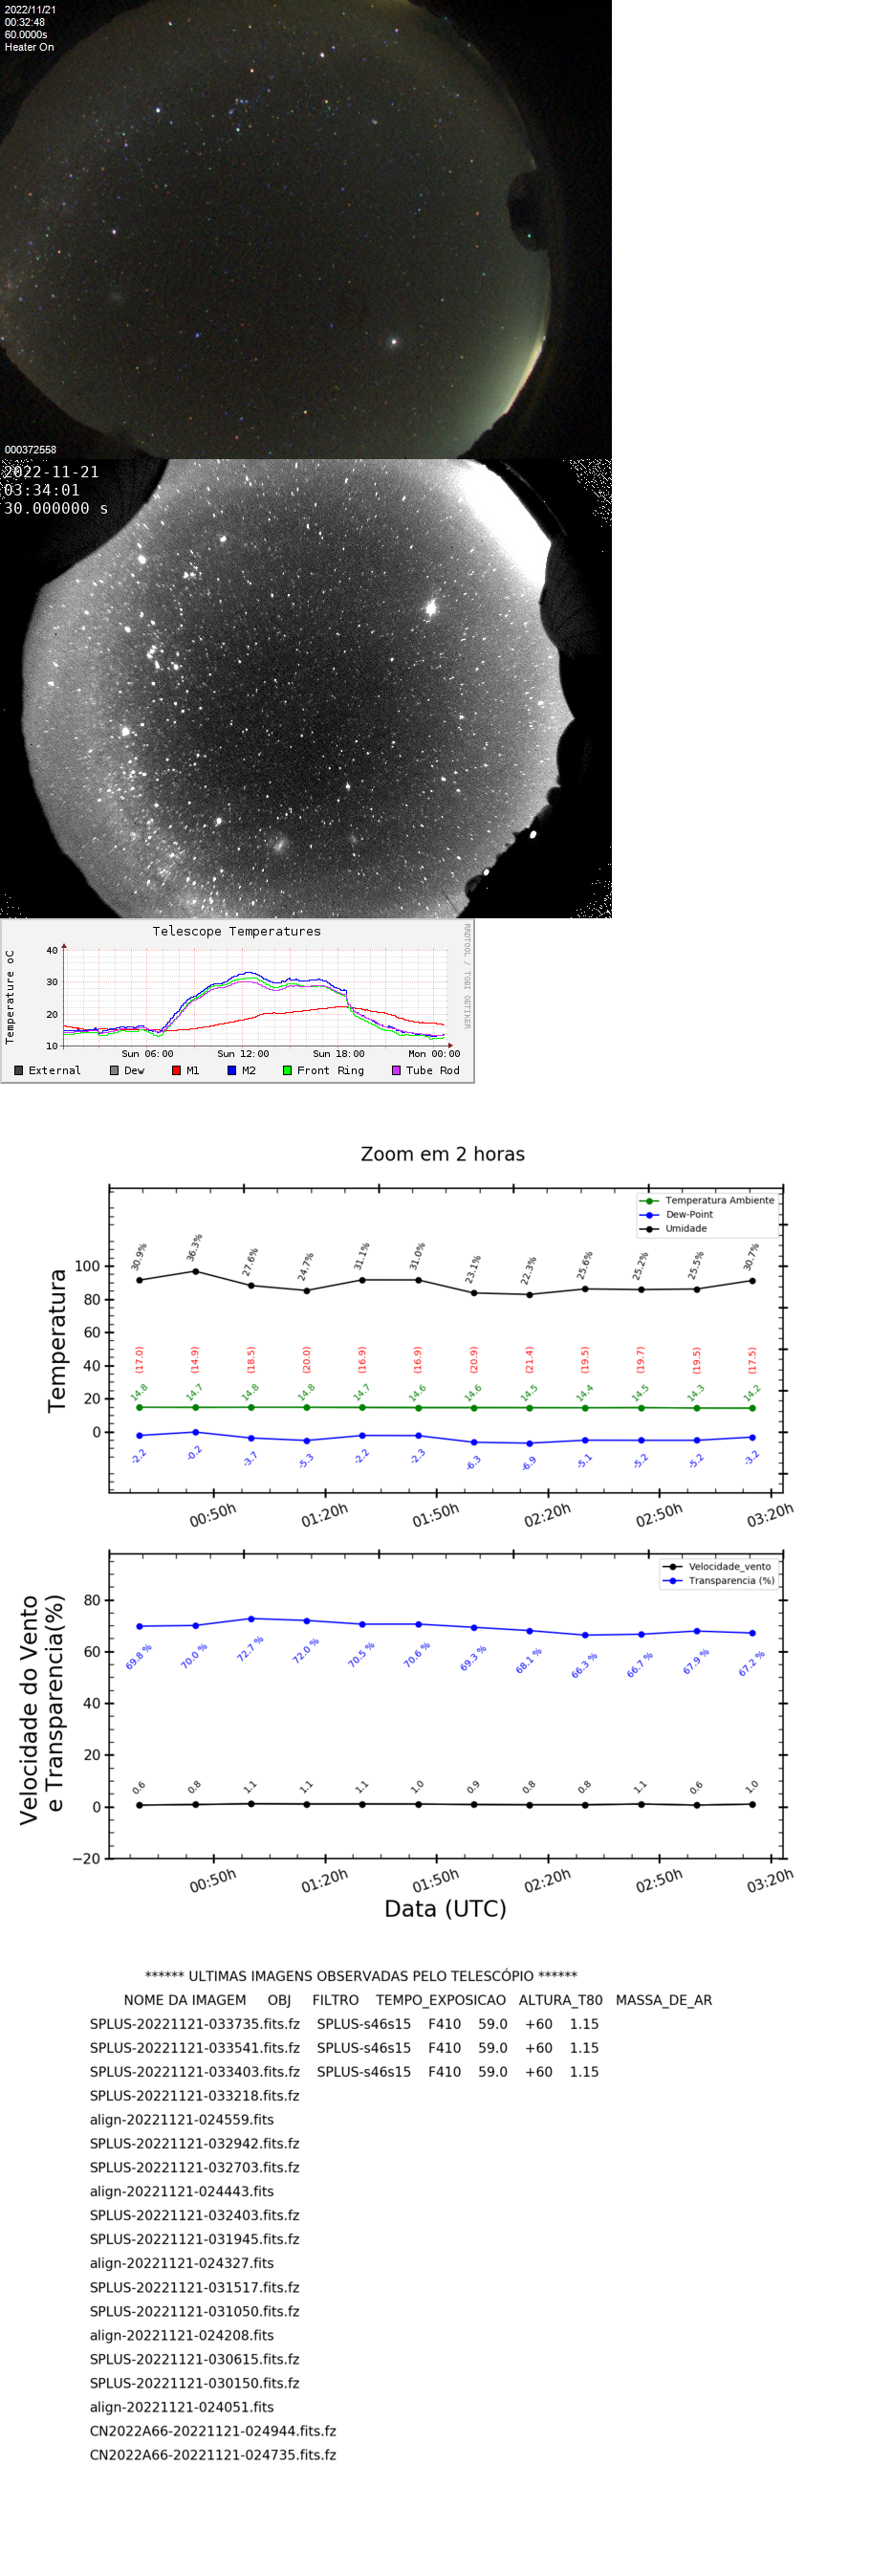 2022/11/21
00:32:48
60.0000s
Heater On
000372558
2022-11-21
03:34:01
30.000000 s
Telescope Temperatures
RRDTOOL / TOBI OETIKER
Temperature oC
40
30
20
10
Sun 06:00 Sun 12:00 Sun 18:00 Mon 00:00
External Dew M1 M2 Front Ring Tube Rod
Zoom em 2 horas
Temperatura Ambiente
Dew-Point
Umidade
Temperatura
100
80
60
40
20
0
30.9% 36.3% 27.6% 24.7% 31.1% 31.0% 23.1% 22.3% 25.6% 25.2% 25.5% 30.7%
(17.0) (14.9) (18.5) (20.0) (16.9) (16.9) (20.9) (21.4) (19.5) (19.7) (19.5) (17.5)
14.8 14.7 14.8 14.8 14.7 14.6 14.6 14.5 14.4 14.5 14.3 14.2
-2.2 -0.2 -3.7 -5.3 -2.2 -2.3 -6.3 -6.9 -5.1 -5.2 -5.2 -3.2
00:50h 01:20h 01:50h 02:20h 02:50h 03:20h
Velocidade_vento
Transparencia (%)
Velocidade do Vento
e Transparencia(%)
80
60
40
20
0
−20
69.8 % 70.0 % 72.7 % 72.0 % 70.5 % 70.6 % 69.3 % 68.1 % 66.3 % 66.7 % 67.9 % 67.2 %
0.6 0.8 1.1 1.1 1.1 1.0 0.9 0.8 0.8 1.1 0.6 1.0
00:50h 01:20h 01:50h 02:20h 02:50h 03:20h
Data (UTC)
****** ULTIMAS IMAGENS OBSERVADAS PELO TELESCÓPIO ******
NOME DA IMAGEM OBJ FILTRO TEMPO_EXPOSICAO ALTURA_T80 MASSA_DE_AR
SPLUS-20221121-033735.fits.fz SPLUS-s46s15 F410 59.0 +60 1.15
SPLUS-20221121-033541.fits.fz SPLUS-s46s15 F410 59.0 +60 1.15
SPLUS-20221121-033403.fits.fz SPLUS-s46s15 F410 59.0 +60 1.15
SPLUS-20221121-033218.fits.fz
align-20221121-024559.fits
SPLUS-20221121-032942.fits.fz
SPLUS-20221121-032703.fits.fz
align-20221121-024443.fits
SPLUS-20221121-032403.fits.fz
SPLUS-20221121-031945.fits.fz
align-20221121-024327.fits
SPLUS-20221121-031517.fits.fz
SPLUS-20221121-031050.fits.fz
align-20221121-024208.fits
SPLUS-20221121-030615.fits.fz
SPLUS-20221121-030150.fits.fz
align-20221121-024051.fits
CN2022A66-20221121-024944.fits.fz
CN2022A66-20221121-024735.fits.fz